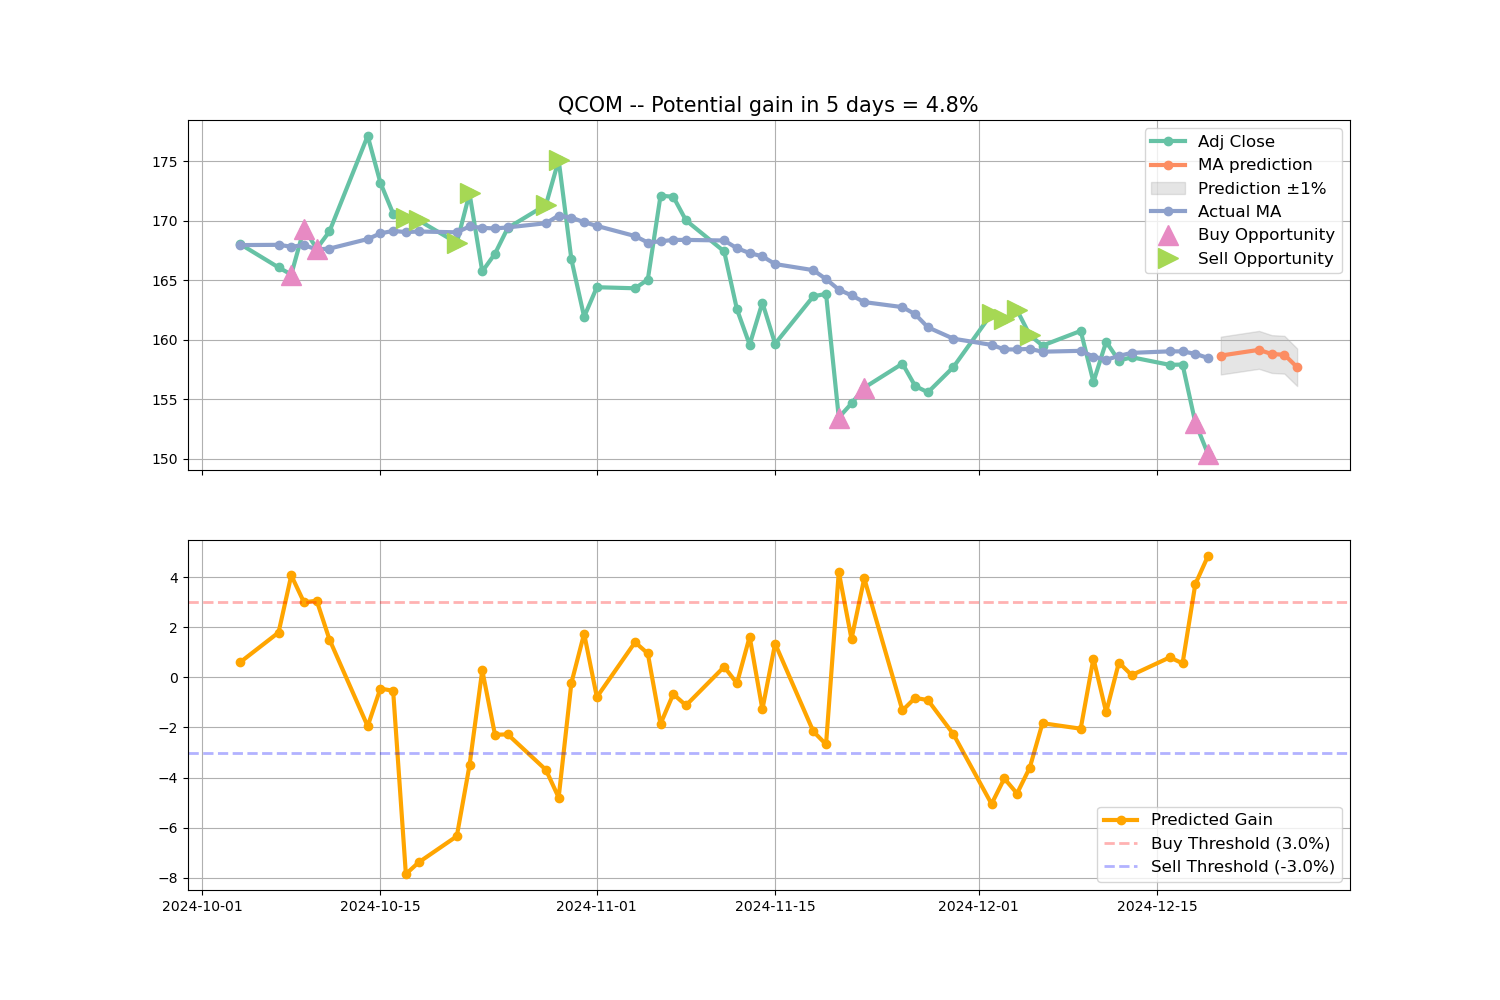 QCOM -- Potential gain in 5 days = 4.8%
175
170
165
160
155
150
Adj Close
MA prediction
Prediction ±1%
Actual MA
Buy Opportunity
Sell Opportunity
4
2
0
−2
−4
−6
−8
Predicted Gain
Buy Threshold (3.0%)
Sell Threshold (-3.0%)
2024-10-01
2024-10-15
2024-11-01
2024-11-15
2024-12-01
2024-12-15